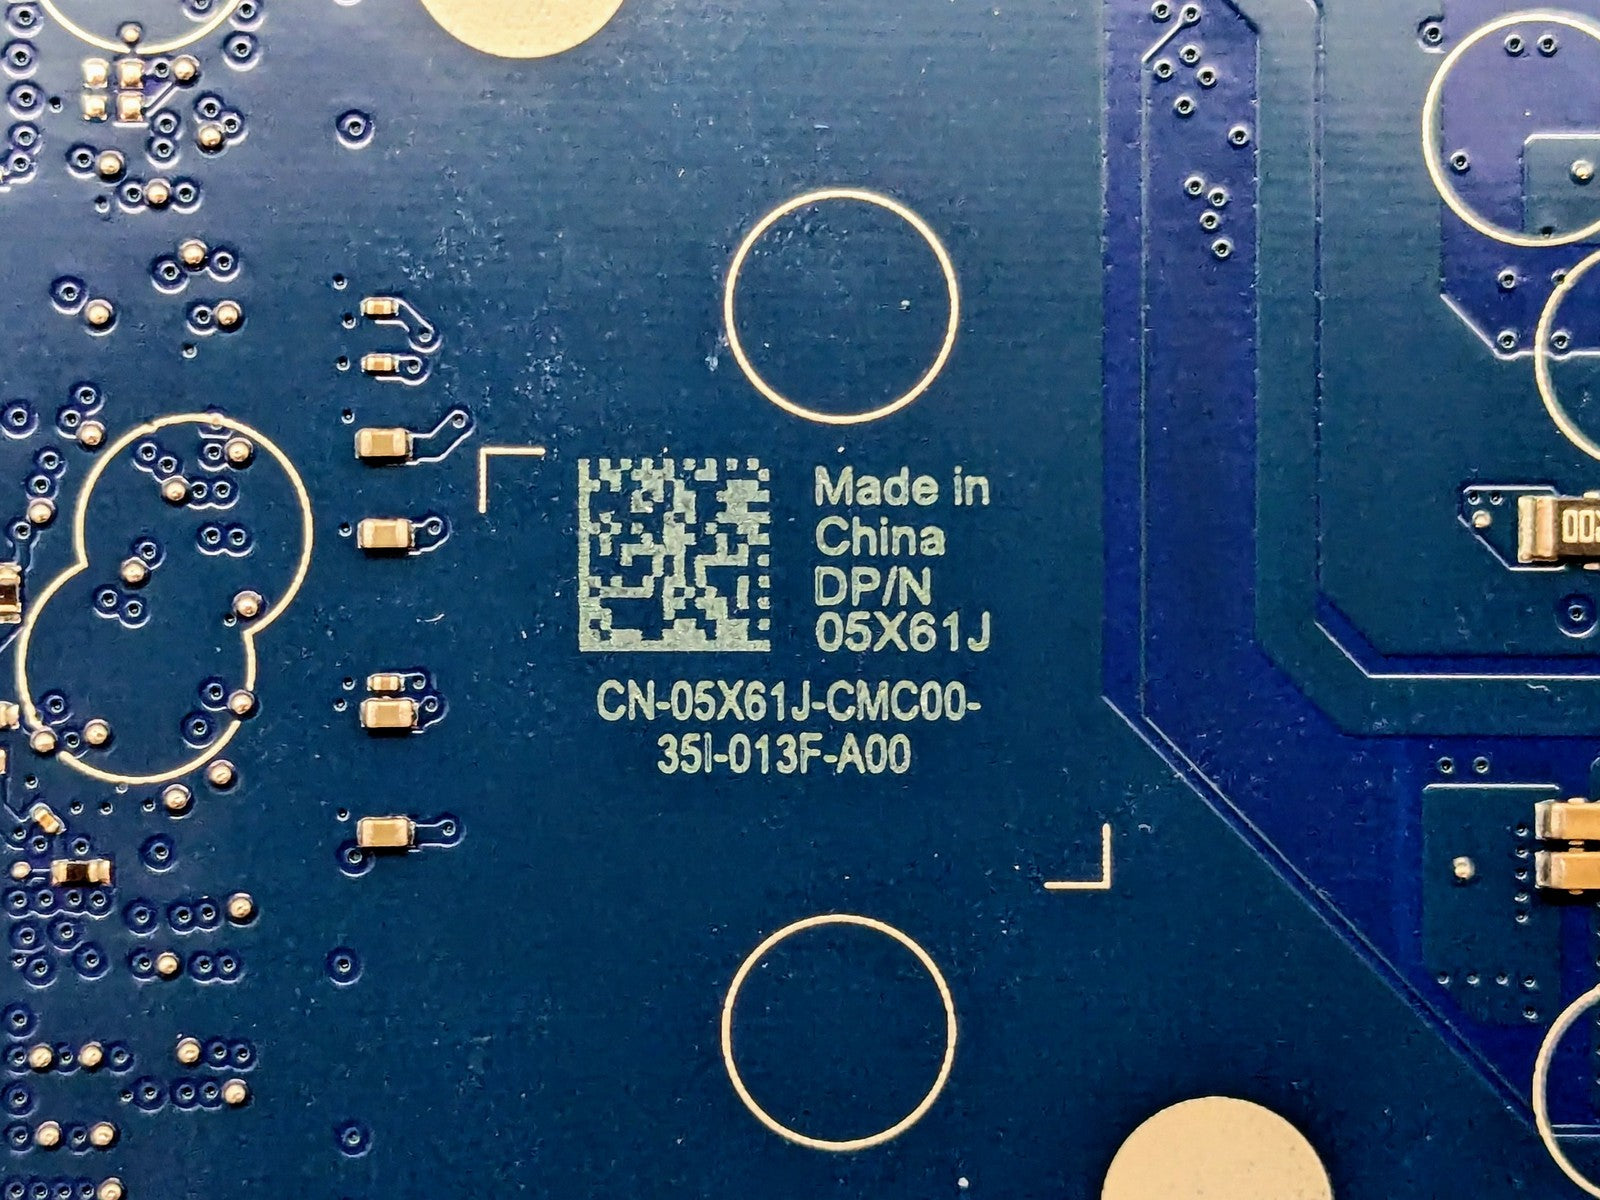 Made in
China
DP/N
05X61J
CN-05X61J-CMC00-
35I-013F-A00